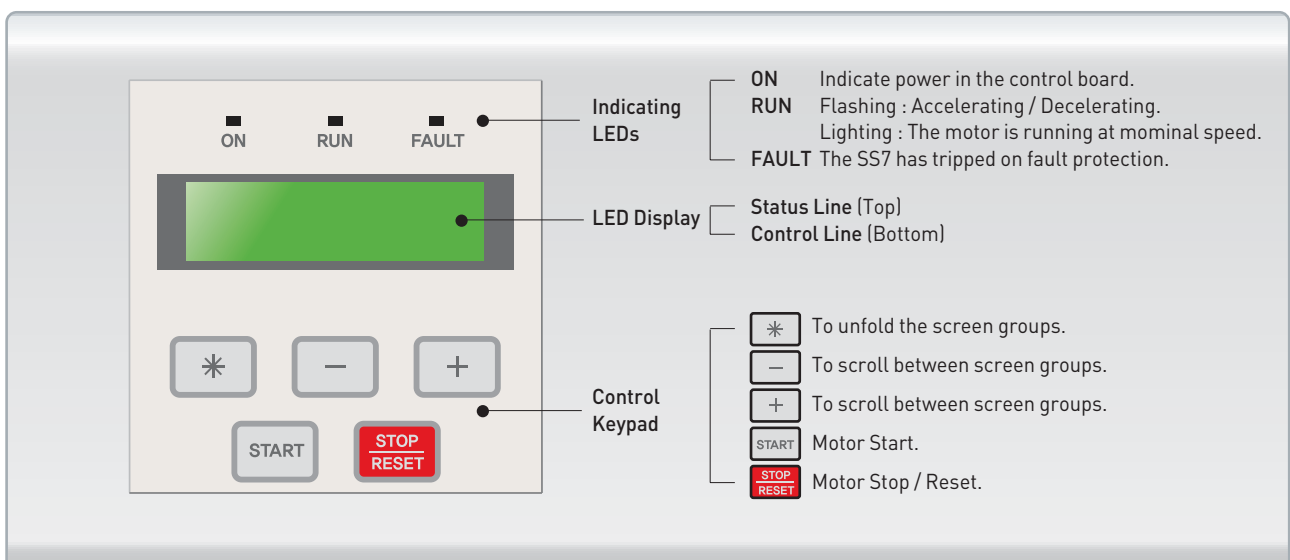 ON RUN FAULT
Indicating
LEDs
ON Indicate power in the control board.
RUN Flashing : Accelerating / Decelerating.
Lighting : The motor is running at mominal speed.
FAULT The SS7 has tripped on fault protection.
LED Display
Status Line (Top)
Control Line (Bottom)
* - +
START STOP
RESET
Control
Keypad
* To unfold the screen groups.
- To scroll between screen groups.
+ To scroll between screen groups.
START Motor Start.
STOP
RESET Motor Stop / Reset.